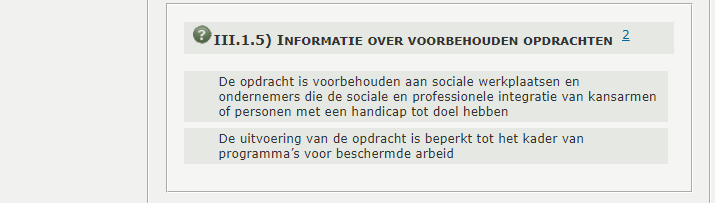 III.1.5) Informatie over voorbehouden opdrachten 2
De opdracht is voorbehouden aan sociale werkplaatsen en
ondernemers die de sociale en professionele integratie van kansarmen
of personen met een handicap tot doel hebben
De uitvoering van de opdracht is beperkt tot het kader van
programma’s voor beschermde arbeid